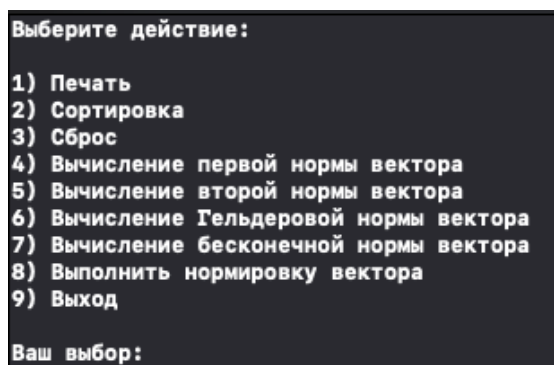 Выберите действие:
1) Печать
2) Сортировка
3) Сброс
4) Вычисление первой нормы вектора
5) Вычисление второй нормы вектора
6) Вычисление Гельдеровой нормы вектора
7) Вычисление бесконечной нормы вектора
8) Выполнить нормировку вектора
9) Выход
Ваш выбор: